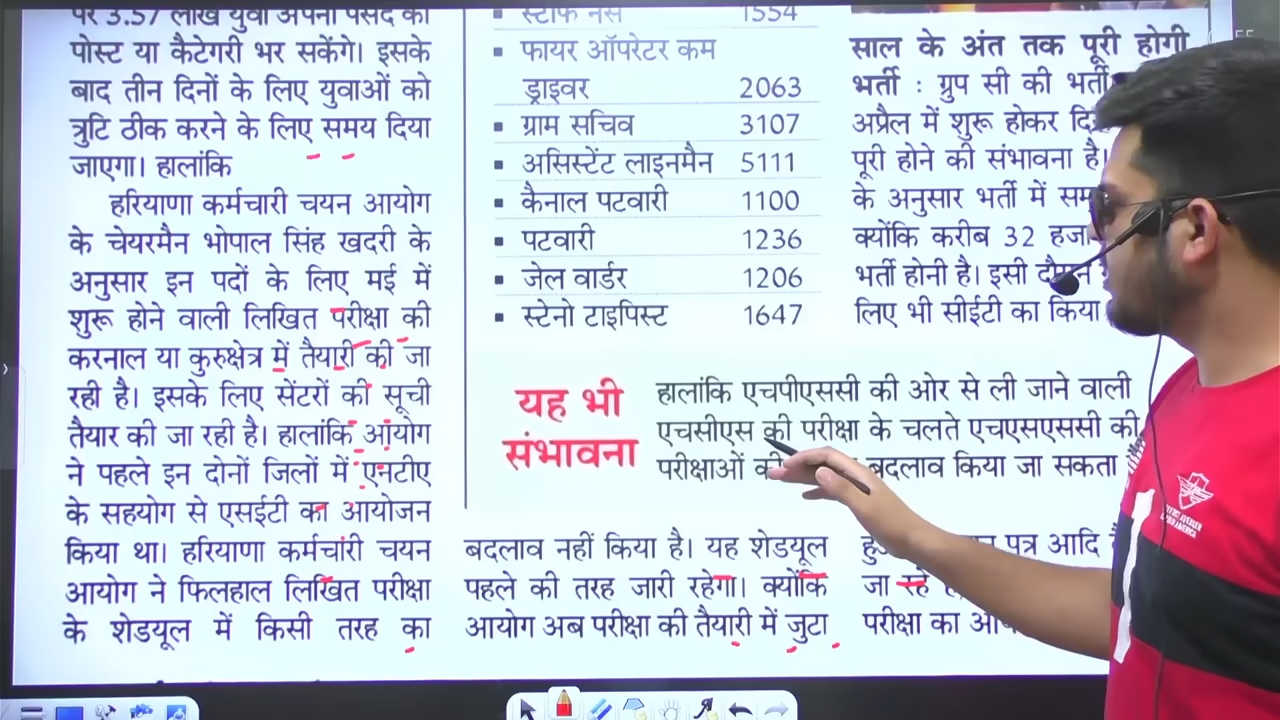 पर 3.57 लाख युवा अपनी पसंद की
पोस्ट या कैटेगरी भर सकेंगे। इसके
बाद तीन दिनों के लिए युवाओं को
त्रुटि ठीक करने के लिए समय दिया
जाएगा। हालांकि
हरियाणा कर्मचारी चयन आयोग
के चेयरमैन भोपाल सिंह खदरी के
अनुसार इन पदों के लिए मई में
शुरू होने वाली लिखित परीक्षा की
करनाल या कुरुक्षेत्र में तैयारी की जा
रही है। इसके लिए सेंटरों की सूची
तैयार की जा रही है। हालांकि आयोग
ने पहले इन दोनों जिलों में एनटीए
के सहयोग से एसईटी का आयोजन
किया था। हरियाणा कर्मचारी चयन
आयोग ने फिलहाल लिखित परीक्षा
के शेडयूल में किसी तरह का
▪ स्टाफ नर्स 1554
▪ फायर ऑपरेटर कम
ड्राइवर 2063
▪ ग्राम सचिव 3107
▪ असिस्टेंट लाइनमैन 5111
▪ कैनाल पटवारी 1100
▪ पटवारी 1236
▪ जेल वार्डर 1206
▪ स्टेनो टाइपिस्ट 1647
साल के अंत तक पूरी होगी
भर्ती : ग्रुप सी की भर्ती
अप्रैल में शुरू होकर
पूरी होने की संभावना है।
के अनुसार भर्ती में
क्योंकि करीब 32
भर्ती होनी है। इसी दौरान
लिए भी सीईटी का किया
यह भी
संभावना
हालांकि एचपीएससी की ओर से ली जाने वाली
एचसीएस की परीक्षा के चलते एचएसएससी की
परीक्षाओं बदलाव किया जा सकता
बदलाव नहीं किया है। यह शेडयूल
पहले की तरह जारी रहेगा। क्योंकि
आयोग अब परीक्षा की तैयारी में जुटा
पत्र आदि
जा रहे
परीक्षा का